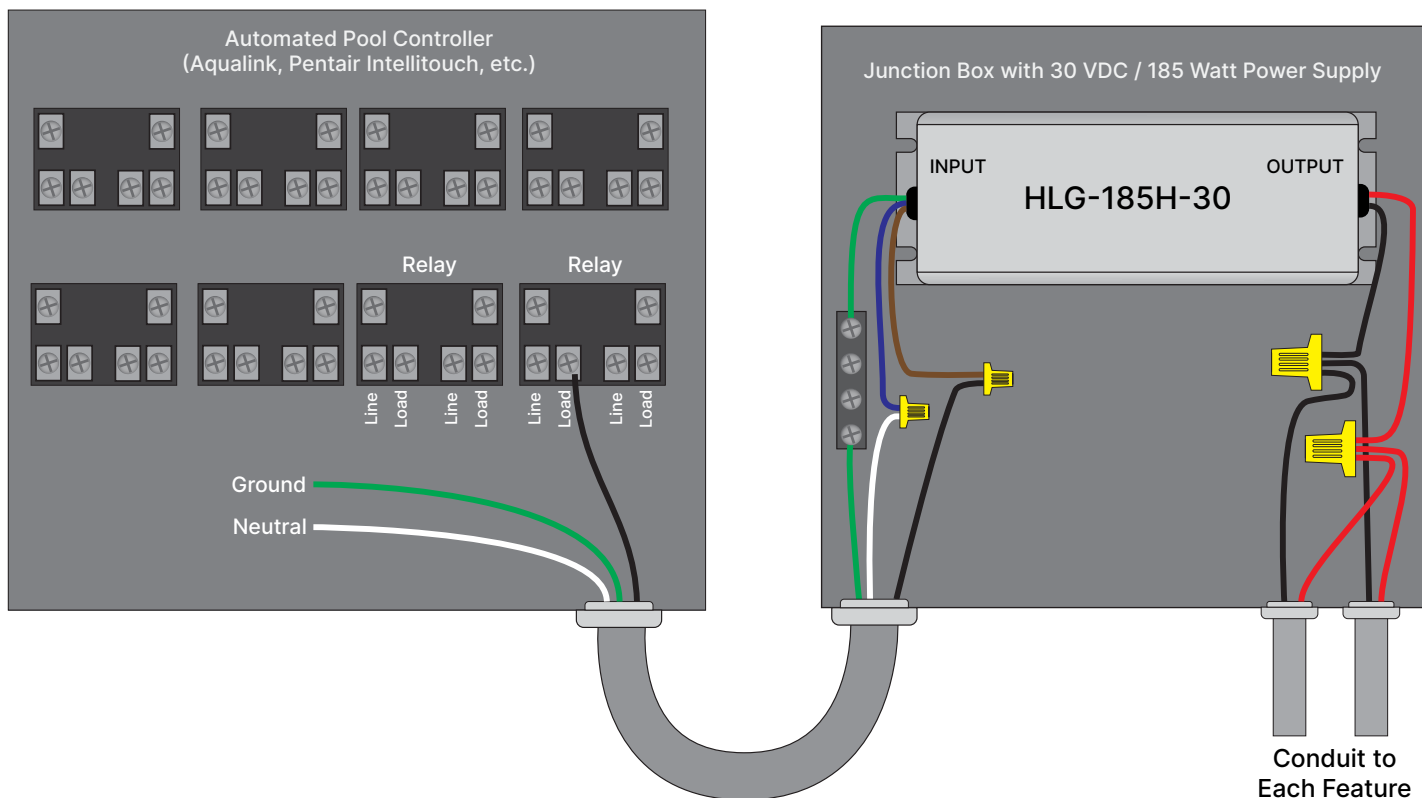 Automated Pool Controller
(Aqualink, Pentair Intellitouch, etc.)
Relay
Relay
Line
Load
Line
Load
Line
Load
Line
Load
Ground
Neutral
Junction Box with 30 VDC / 185 Watt Power Supply
INPUT
OUTPUT
HLG-185H-30
Conduit to
Each Feature